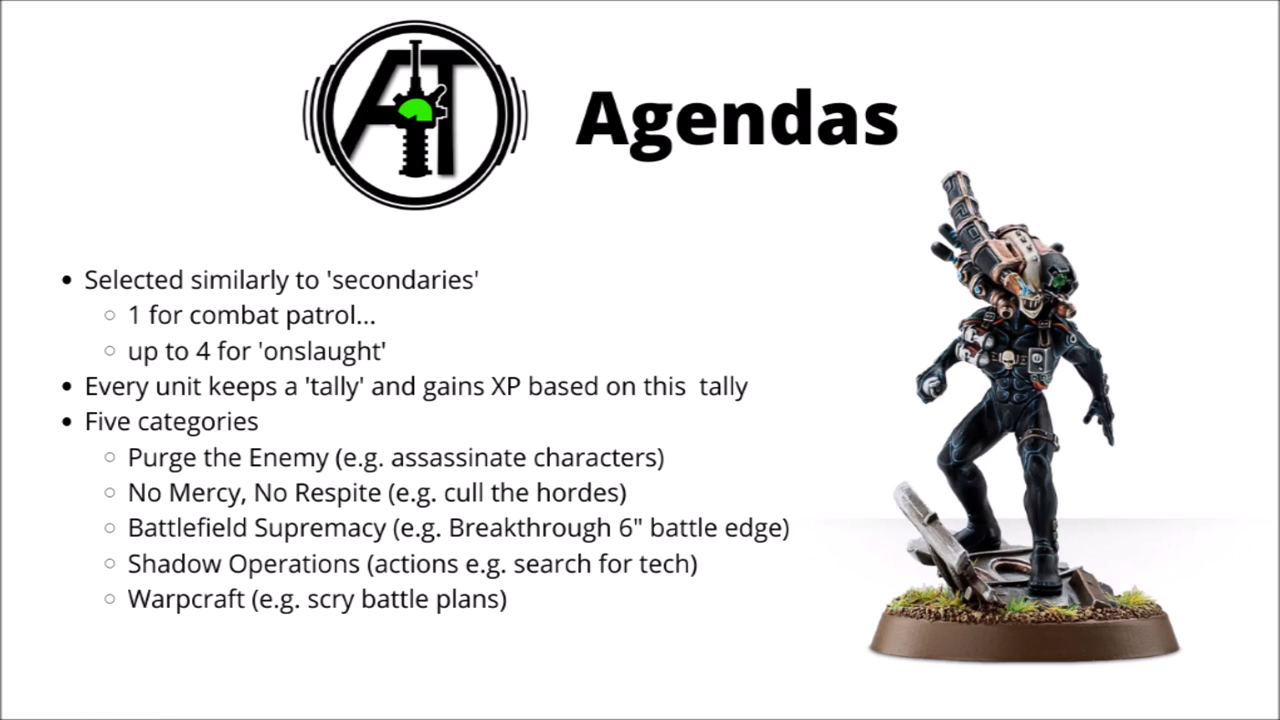 AT
Agendas
• Selected similarly to 'secondaries'
○ 1 for combat patrol...
○ up to 4 for 'onslaught'
• Every unit keeps a 'tally' and gains XP based on this  tally
• Five categories
○ Purge the Enemy (e.g. assassinate characters)
○ No Mercy, No Respite (e.g. cull the hordes)
○ Battlefield Supremacy (e.g. Breakthrough 6" battle edge)
○ Shadow Operations (actions e.g. search for tech)
○ Warpcraft (e.g. scry battle plans)